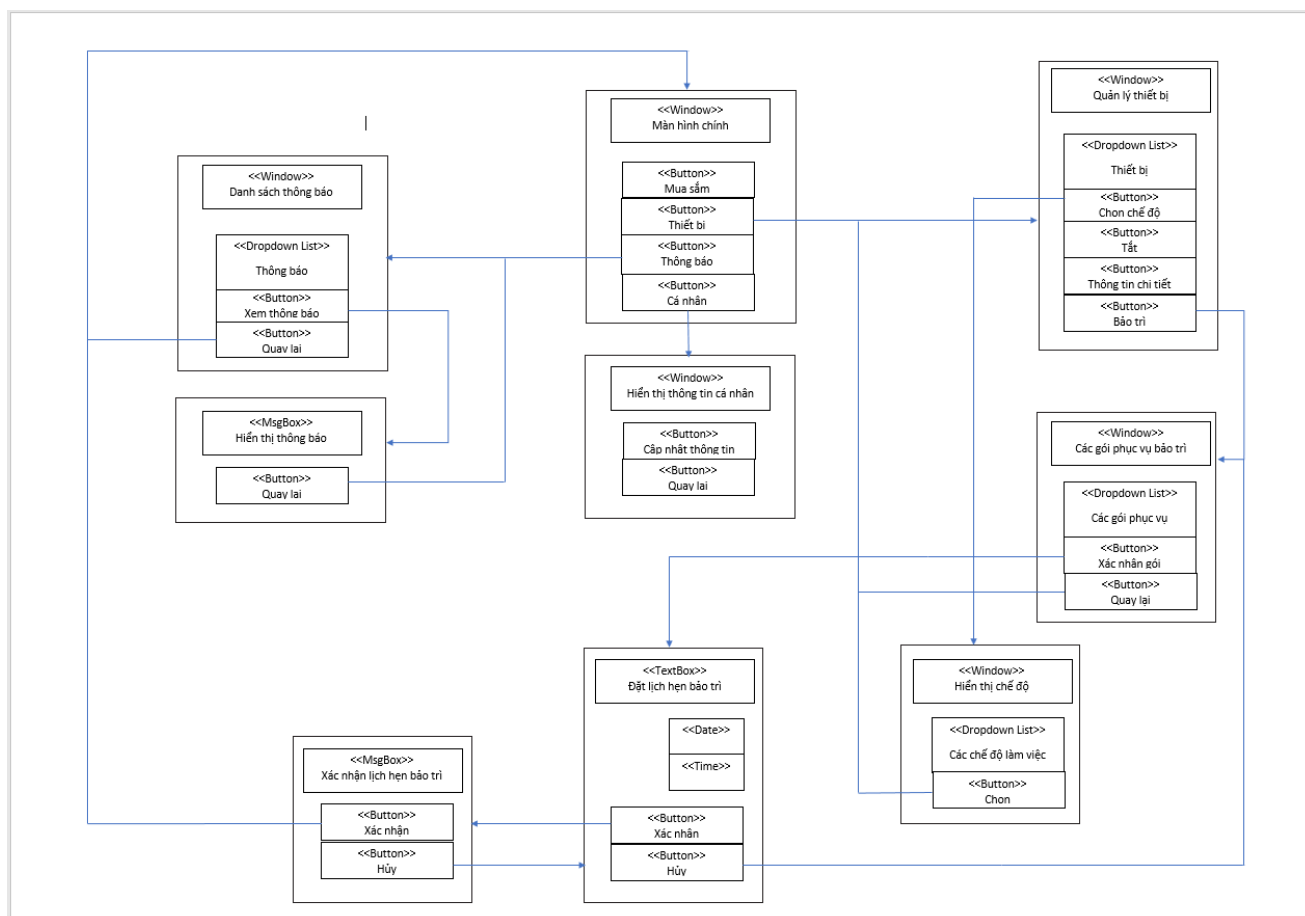 <<Window>>
Màn hình chính
<<Button>>
Mua sắm
<<Button>>
Thiết bi
<<Button>>
Thông báo
<<Button>>
Cá nhân
<<Window>>
Quản lý thiết bị
<<Dropdown List>>
Thiết bị
<<Button>>
Chon chế độ
<<Button>>
Tắt
<<Button>>
Thông tin chi tiết
<<Button>>
Bảo trì
<<Window>>
Danh sách thông báo
<<Dropdown List>>
Thông báo
<<Button>>
Xem thông báo
<<Button>>
Quay lai
<<MsgBox>>
Hiển thị thông báo
<<Button>>
Quay lai
<<Window>>
Hiển thị thông tin cá nhân
<<Button>>
Câp nhât thông tin
<<Button>>
Quay lai
<<Window>>
Các gói phục vụ bảo trì
<<Dropdown List>>
Các gói phục vụ
<<Button>>
Xác nhân gói
<<Button>>
Quay lại
<<TextBox>>
Đặt lịch hẹn bảo trì
<<Date>>
<<Time>>
<<Button>>
Xác nhân
<<Button>>
Hủy
<<Window>>
Hiển thị chế độ
<<Dropdown List>>
Các chế độ làm việc
<<Button>>
Chon
<<MsgBox>>
Xác nhận lịch hẹn bảo trì
<<Button>>
Xác nhận
<<Button>>
Hủy